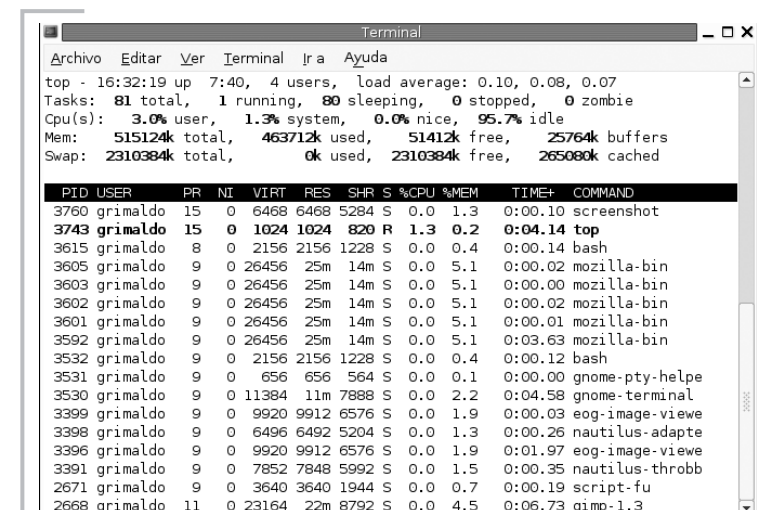 Terminal
Archivo Editar Ver Terminal Ir a Ayuda
top - 16:32:19 up 7:40, 4 users, load average: 0.10, 0.08, 0.07
Tasks: 81 total, 1 running, 80 sleeping, 0 stopped, 0 zombie
Cpu(s): 3.0% user, 1.3% system, 0.0% nice, 95.7% idle
Mem: 515124k total, 463712k used, 51412k free, 25764k buffers
Swap: 2310384k total, 0k used, 2310384k free, 265080k cached
PID USER PR NI VIRT RES SHR S %CPU %MEM TIME+ COMMAND
3760 grimaldo 15 0 6468 6468 5284 S 0.0 1.3 0:00.10 screenshot
3743 grimaldo 15 0 1024 1024 820 R 1.3 0.2 0:04.14 top
3615 grimaldo 8 0 2156 2156 1228 S 0.0 0.4 0:00.14 bash
3605 grimaldo 9 0 26456 25m 14m S 0.0 5.1 0:00.02 mozilla-bin
3603 grimaldo 9 0 26456 25m 14m S 0.0 5.1 0:00.00 mozilla-bin
3602 grimaldo 9 0 26456 25m 14m S 0.0 5.1 0:00.02 mozilla-bin
3601 grimaldo 9 0 26456 25m 14m S 0.0 5.1 0:00.01 mozilla-bin
3592 grimaldo 9 0 26456 25m 14m S 0.0 5.1 0:03.63 mozilla-bin
3532 grimaldo 9 0 2156 2156 1228 S 0.0 0.4 0:00.12 bash
3531 grimaldo 9 0 656 656 564 S 0.0 0.1 0:00.00 gnome-pty-helpe
3530 grimaldo 9 0 11384 11m 7888 S 0.0 2.2 0:04.58 gnome-terminal
3399 grimaldo 9 0 9920 9912 6576 S 0.0 1.9 0:00.03 eog-image-viewe
3398 grimaldo 9 0 6496 6492 5204 S 0.0 1.3 0:00.26 nautilus-adapte
3396 grimaldo 9 0 9920 9912 6576 S 0.0 1.9 0:01.97 eog-image-viewe
3391 grimaldo 9 0 7852 7848 5992 S 0.0 1.5 0:00.35 nautilus-throbb
2671 grimaldo 9 0 3640 3640 1944 S 0.0 0.7 0:00.19 script-fu
2668 grimaldo 11 0 23164 22m 8792 S 0.0 4.5 0:06.73 gimp-1.3